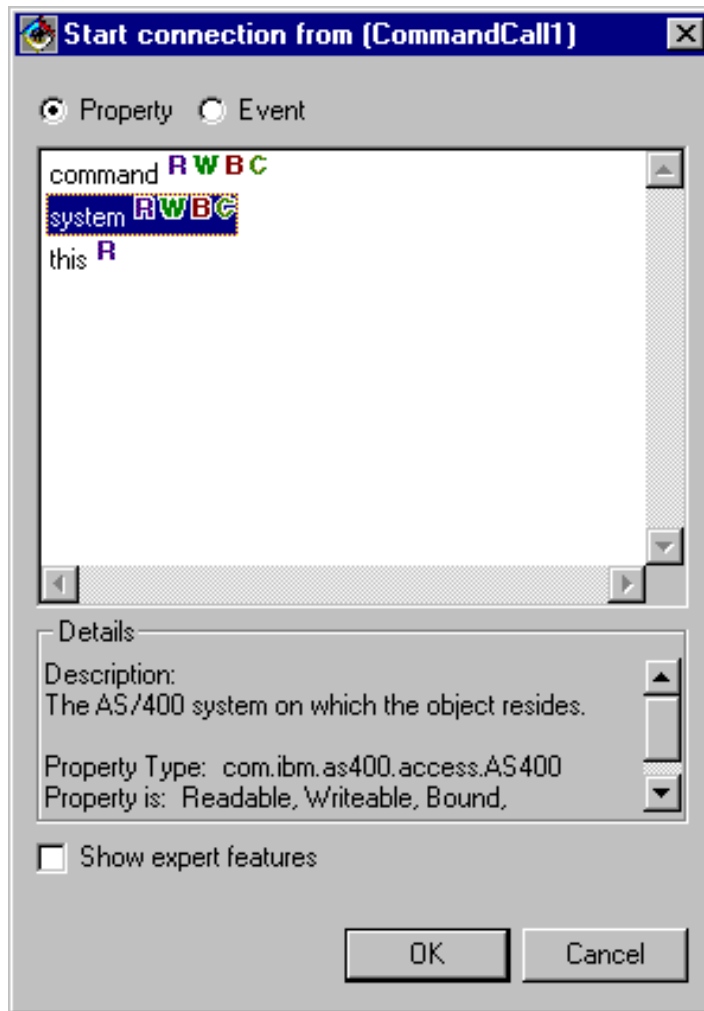 Start connection from (CommandCall1)
Property Event
command R W B C
system R W B C
this R
Details
Description:
The AS/400 system on which the object resides.
Property Type: com.ibm.as400.access.AS400
Property is: Readable, Writeable, Bound,
Show expert features
OK Cancel